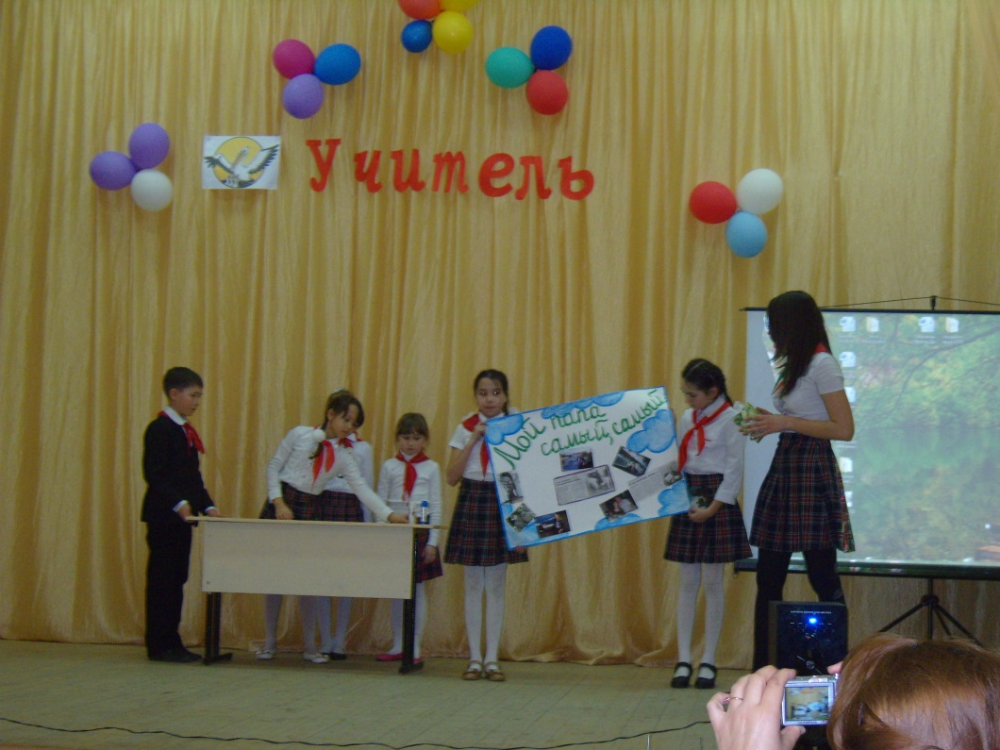 Учитель
Мой папа
самый, самый